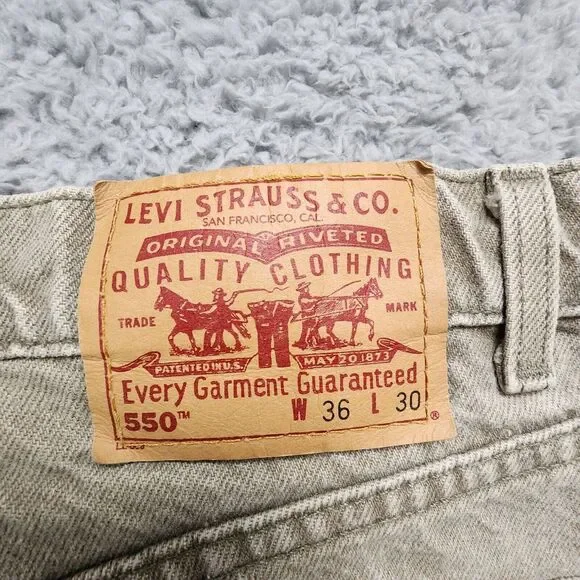 LEVI STRAUSS & CO.
SAN FRANCISCO, CAL.
ORIGINAL RIVETED
QUALITY CLOTHING
TRADE MARK
PATENTED IN U.S. MAY 20 1873
Every Garment Guaranteed
550™ W 36 L 30 ®